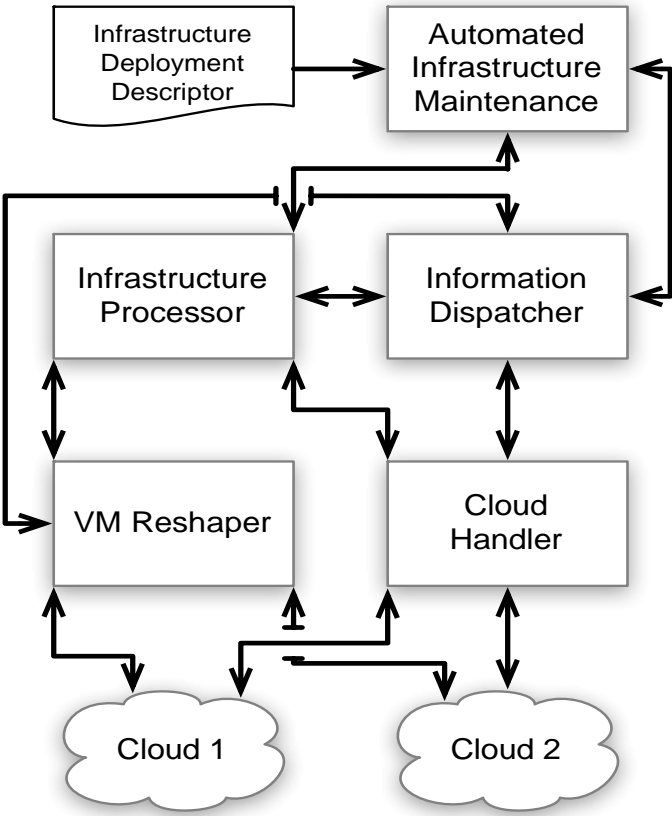 Infrastructure
Deployment
Descriptor
Automated
Infrastructure
Maintenance
Infrastructure
Processor
Information
Dispatcher
VM Reshaper
Cloud
Handler
Cloud 1
Cloud 2